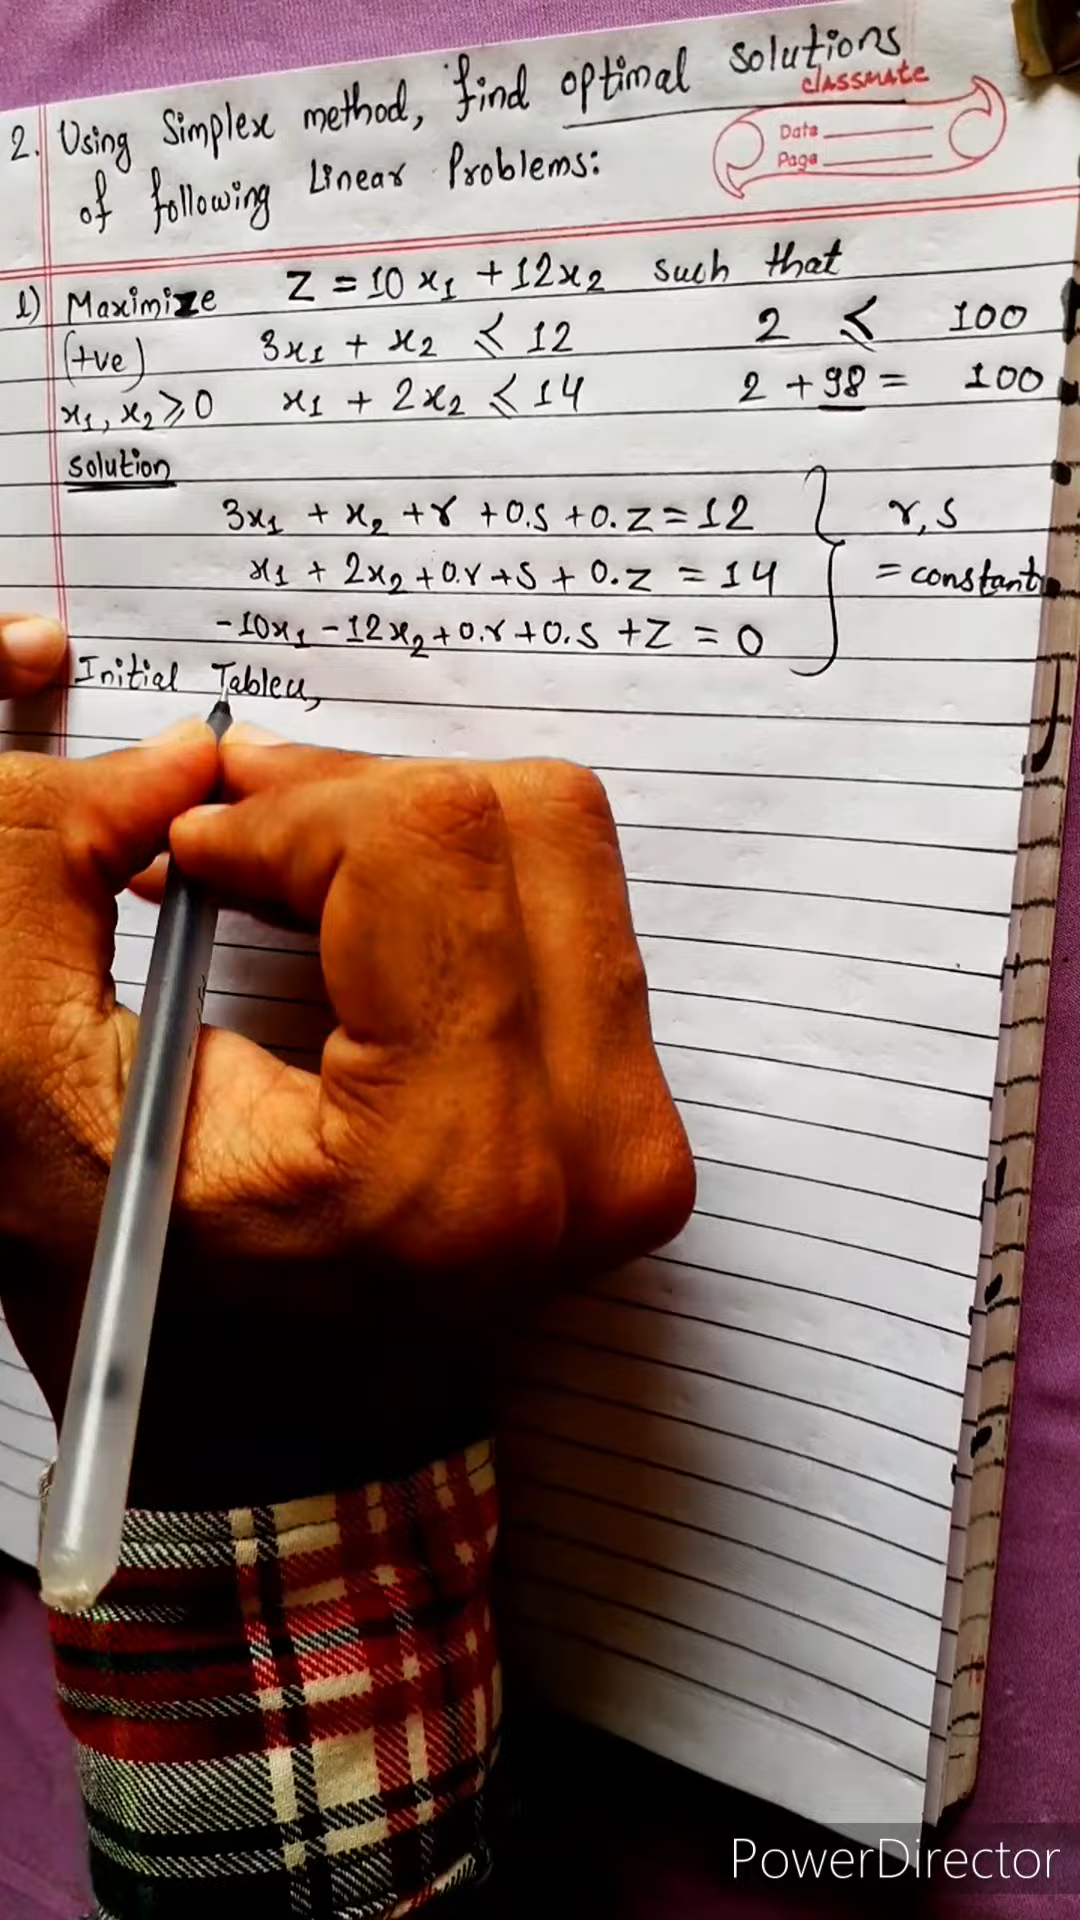 2. Using Simplex method, find optimal solutions
classmate
Date
Page
of following Linear Problems:
1) Maximize Z = 10x₁ + 12x₂ such that
(+ve) 3x₁ + x₂ ≤ 12 2 ≤ 100
x₁, x₂ ≥ 0 x₁ + 2x₂ ≤ 14 2 + 98 = 100
solution
3x₁ + x₂ + r + 0.s + 0.z = 12 r, s
x₁ + 2x₂ + 0.r + s + 0.z = 14 = constant
-10x₁ - 12x₂ + 0.r + 0.s + z = 0
Initial Tableu,
PowerDirector